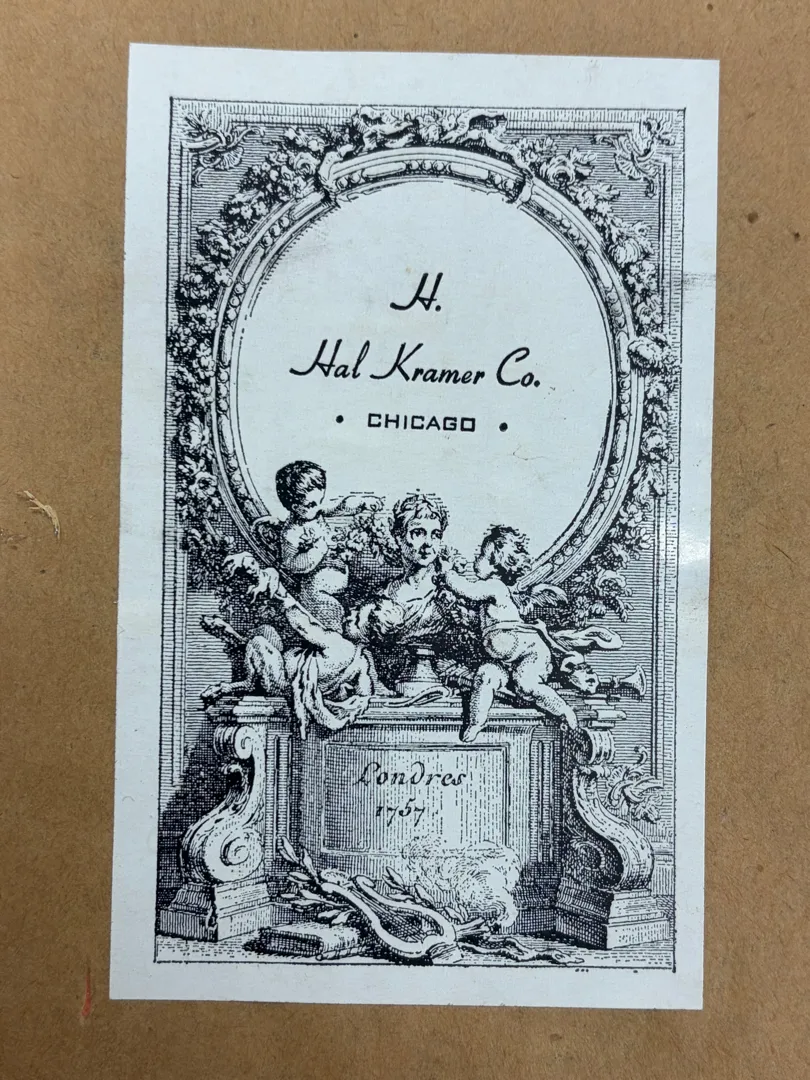 H.
Hal Kramer Co.
• CHICAGO •
Londres
1757